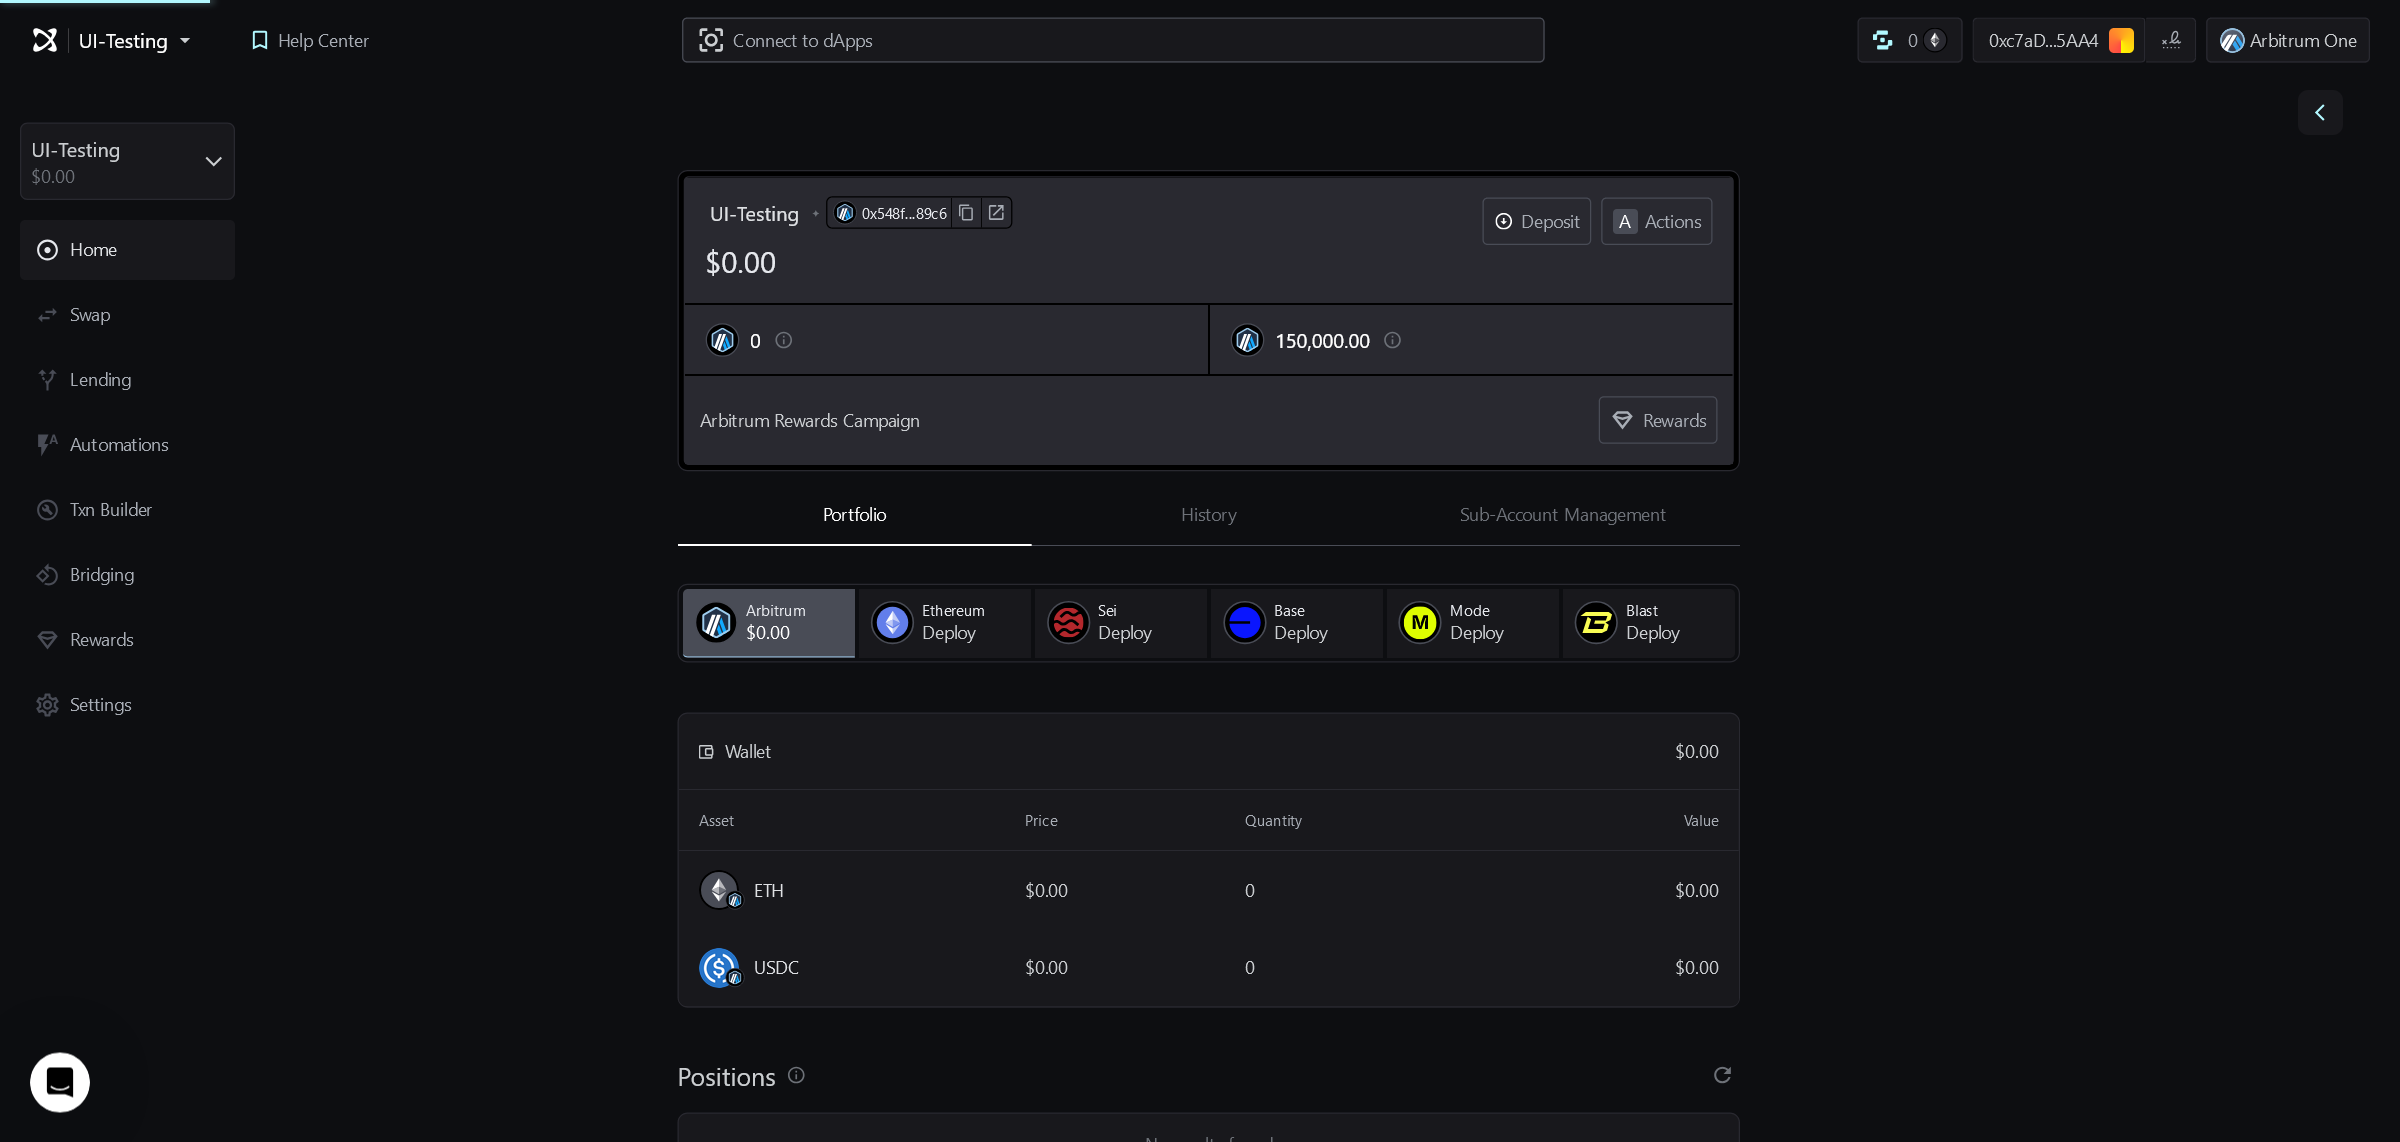 UI-Testing
Help Center
Connect to dApps
0
0xc7aD...5AA4
Arbitrum One
UI-Testing
$0.00
Home
Swap
Lending
Automations
Txn Builder
Bridging
Rewards
Settings
UI-Testing
0x548f...89c6
Deposit
A Actions
$0.00
0
150,000.00
Arbitrum Rewards Campaign
Rewards
Portfolio
History
Sub-Account Management
Arbitrum
$0.00
Ethereum
Deploy
Sei
Deploy
Base
Deploy
M
Mode
Deploy
B
Blast
Deploy
Wallet
$0.00
Asset Price Quantity Value
ETH $0.00 0 $0.00
USDC $0.00 0 $0.00
Positions